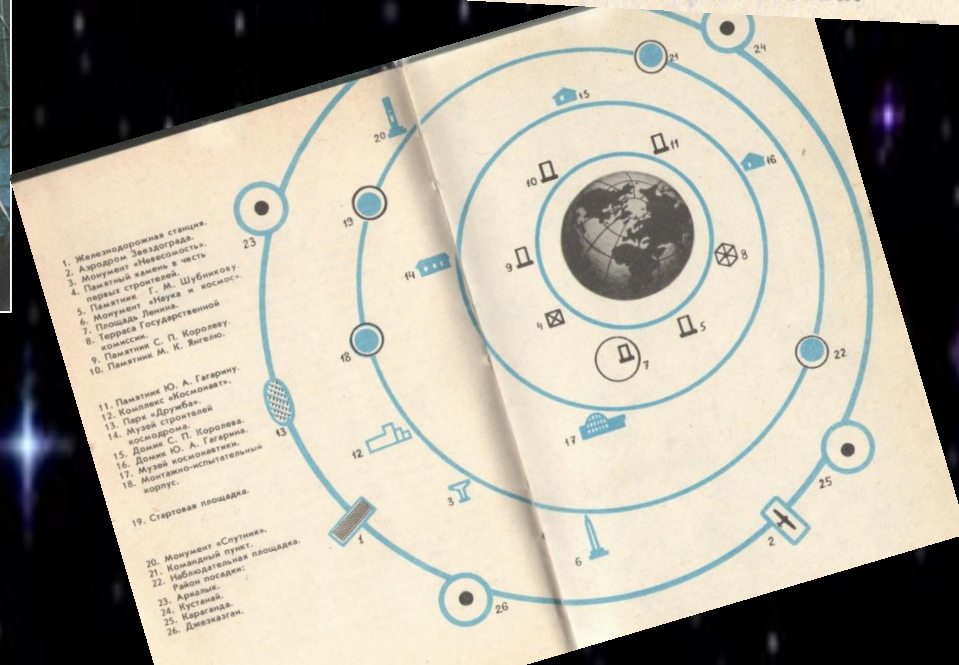 1. Железнодорожная станция.
2. Аэродром Звездограда.
3. Монумент «Невесомость».
4. Памятный камень в честь
первых строителей.
5. Памятник Г. М. Шубникову.
6. Монумент «Наука и космос».
7. Площадь Ленина.
8. Терраса Государственной
комиссии.
9. Памятник С. П. Королеву.
10. Памятник М. К. Янгелю.
11. Памятник Ю. А. Гагарину.
12. Комплекс «Космонавт».
13. Парк «Дружба».
14. Музей строителей
космодрома.
15. Домик С. П. Королева.
16. Домик Ю. А. Гагарина.
17. Музей космонавтики.
18. Монтажно-испытательный
корпус.
19. Стартовая площадка.
20. Монумент «Спутник».
21. Командный пункт.
22. Наблюдательная площадка.
Район посадки:
23. Аркалык.
24. Кустанай.
25. Караганда.
26. Джезказган.
24
21
20
15
11
16
10
19
23
8
9
14
4
5
7
18
22
13
17
12
3
25
1
2
6
26